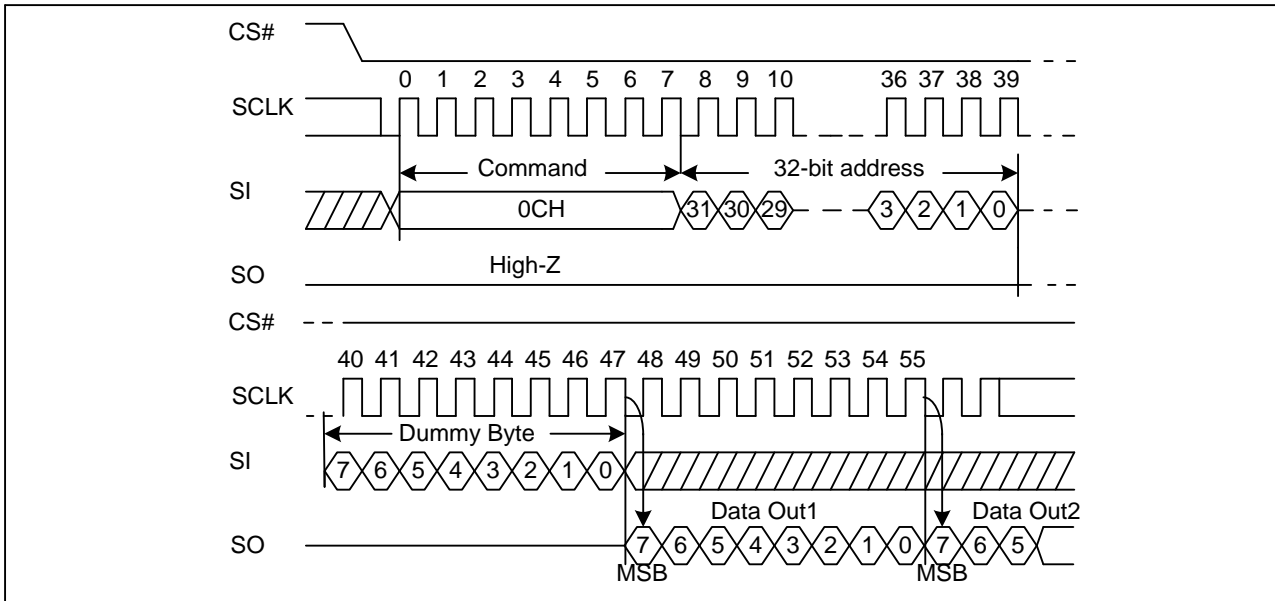 CS#
0 1 2 3 4 5 6 7 8 9 10 36 37 38 39
SCLK
Command 32-bit address
SI
0CH 31 30 29 3 2 1 0
High-Z
SO
CS#
40 41 42 43 44 45 46 47 48 49 50 51 52 53 54 55
SCLK
Dummy Byte
SI
7 6 5 4 3 2 1 0
Data Out1 Data Out2
SO
7 6 5 4 3 2 1 0 7 6 5
MSB MSB